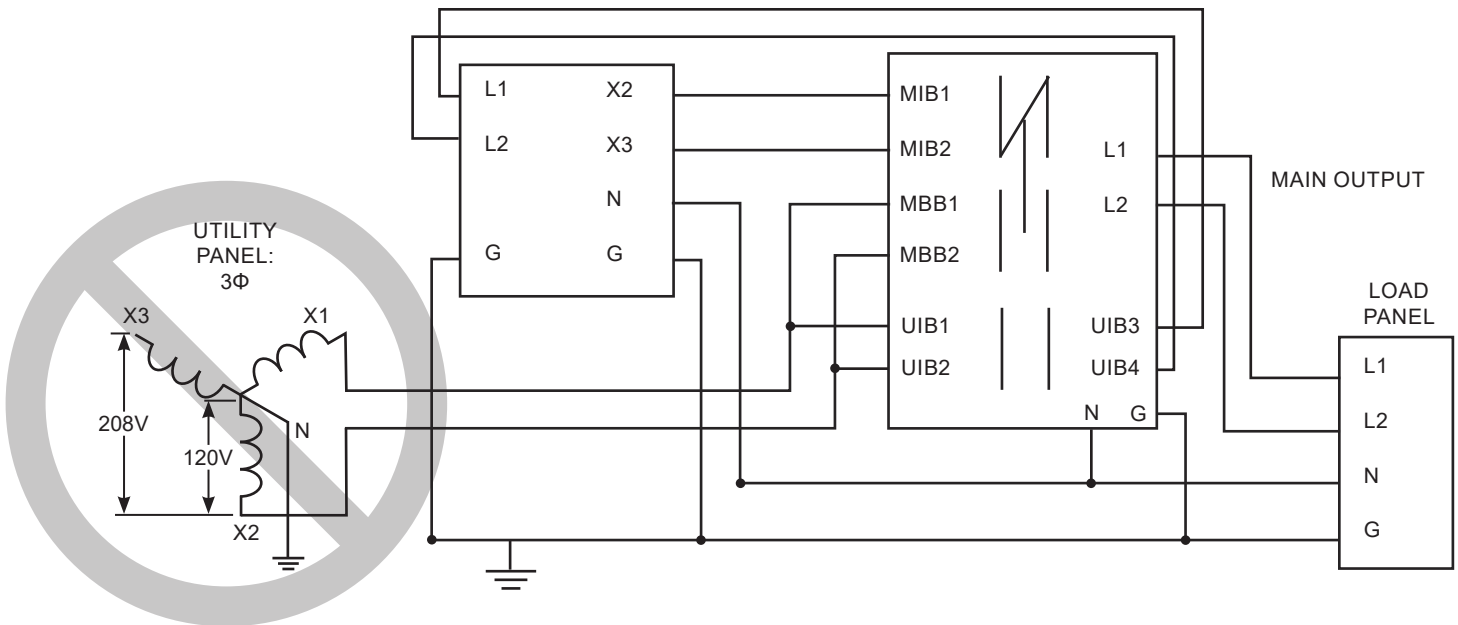 UTILITY
PANEL:
3Φ
X3
X1
208V
120V
N
X2
L1
X2
L2
X3
N
G
G
MIB1
MIB2
L1
MBB1
L2
MBB2
UIB1
UIB3
UIB2
UIB4
N
G
MAIN OUTPUT
LOAD
PANEL
L1
L2
N
G